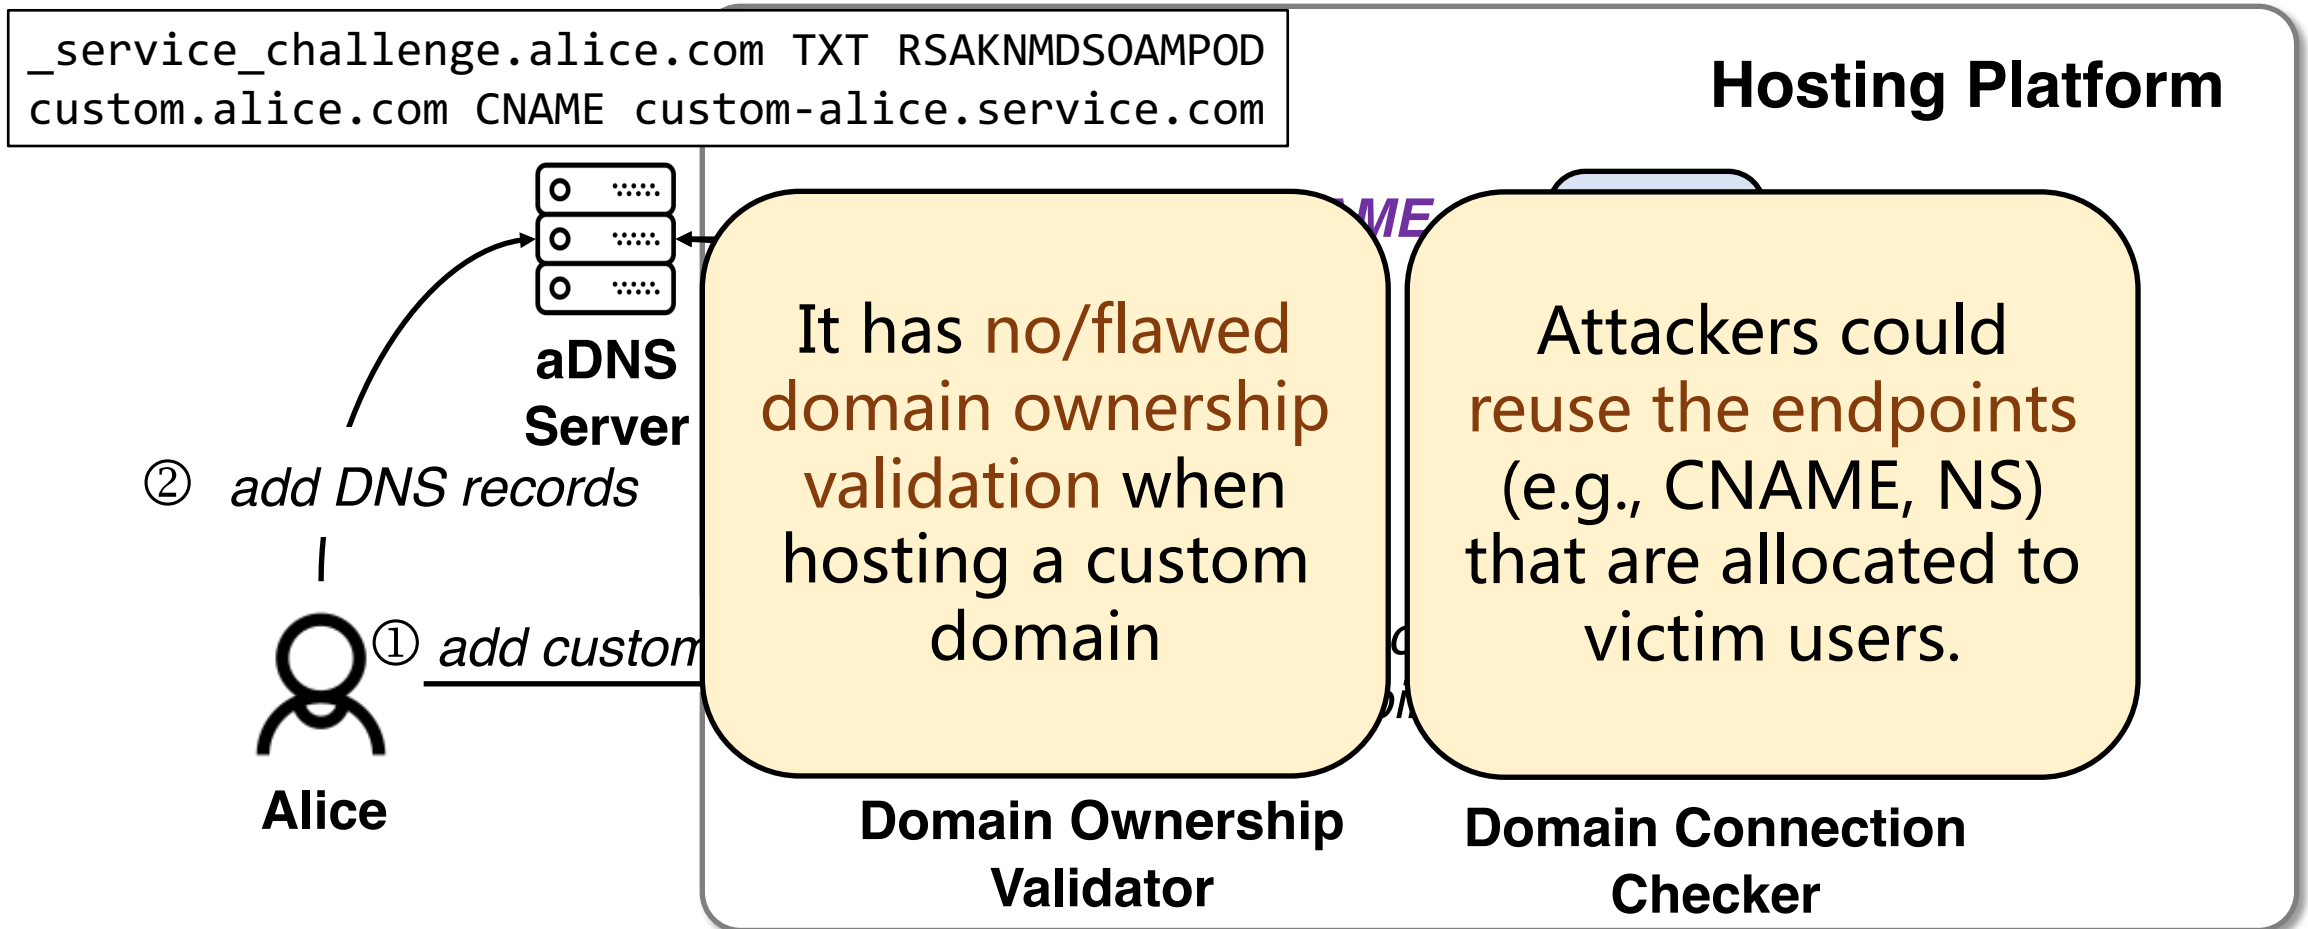 _service_challenge.alice.com TXT RSAKNMDSOAMPOD
custom.alice.com CNAME custom-alice.service.com
Hosting Platform
aDNS
Server
② add DNS records
① add custom
Alice
It has no/flawed
domain ownership
validation when
hosting a custom
domain
Domain Ownership
Validator
Attackers could
reuse the endpoints
(e.g., CNAME, NS)
that are allocated to
victim users.
Domain Connection
Checker